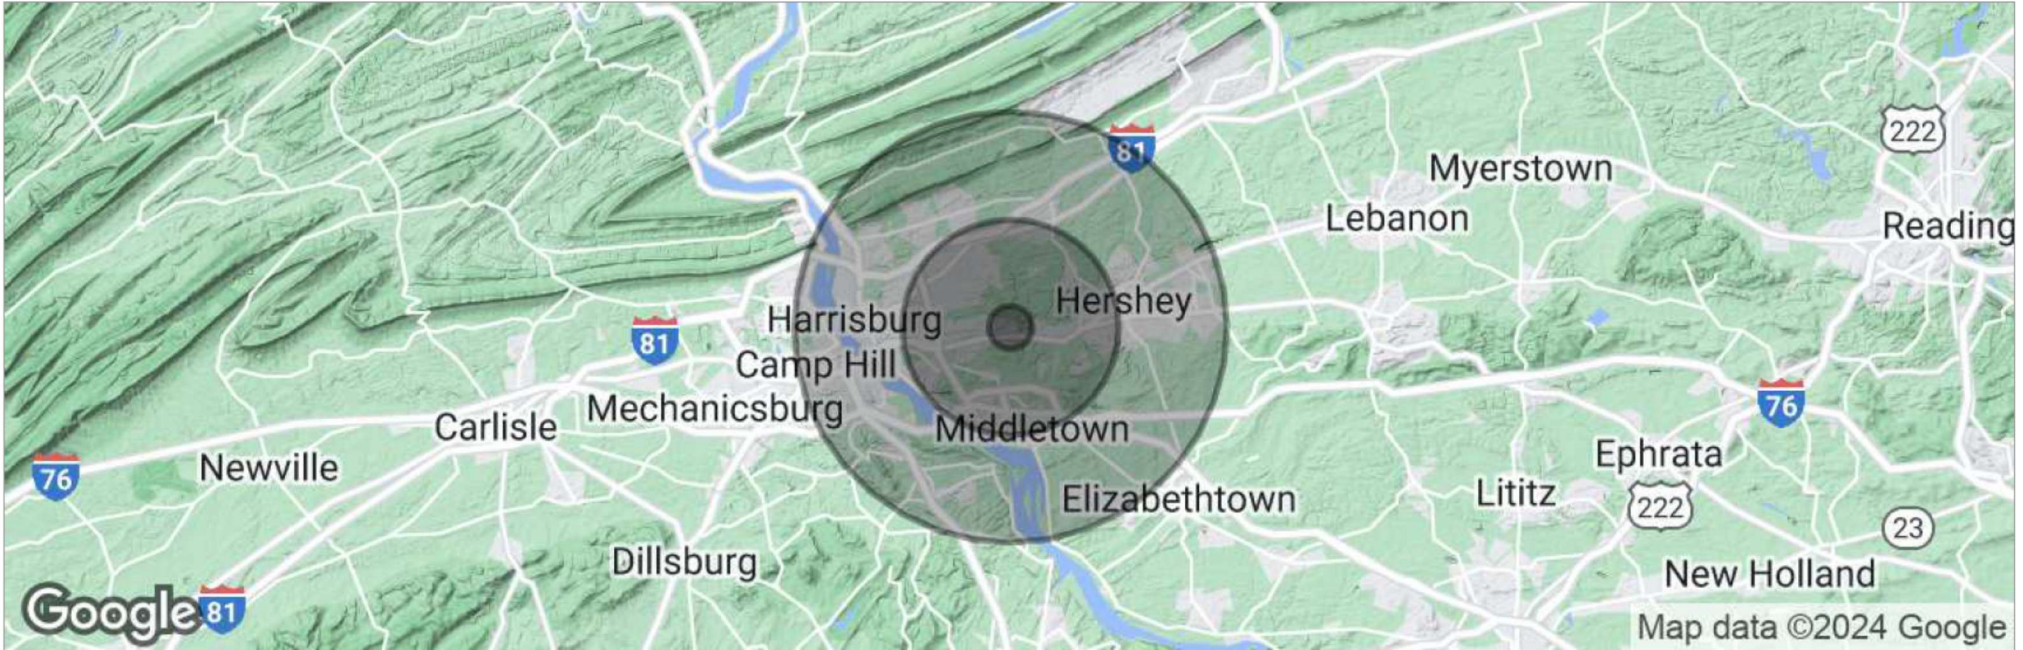 222
81
Myerstown
Lebanon
Reading
Hershey
Harrisburg
81
Camp Hill
76
Mechanicsburg
Carlisle
Middletown
Ephrata
76
Newville
Lititz
Elizabethtown
222
23
Dillsburg
New Holland
Google
81
Map data ©2024 Google